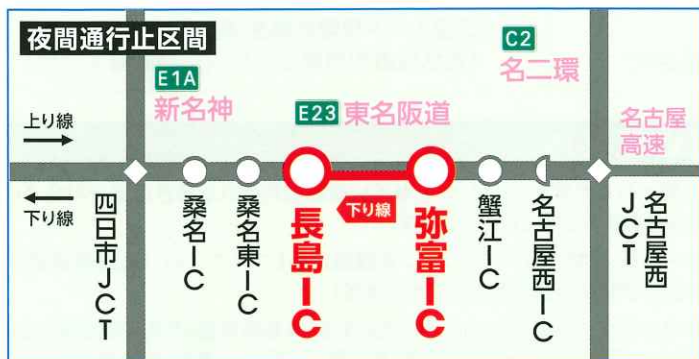 夜間通行止区間
C2
名二環
E1A
新名神
E23 東名阪道
名古屋
高速
上り線
下り線
下り線
四日市JCT
桑名IC
桑名東IC
長島IC
弥富IC
蟹江IC
名古屋西IC
名古屋西
JCT